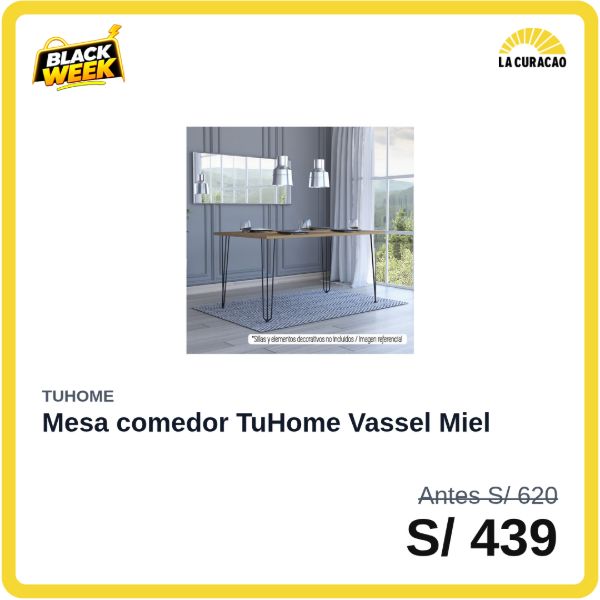 BLACK
WEEK
LA CURACAO
*Sillas y elementos decorativos no incluidos / Imagen referencial
TUHOME
Mesa comedor TuHome Vassel Miel
Antes S/ 620
S/ 439